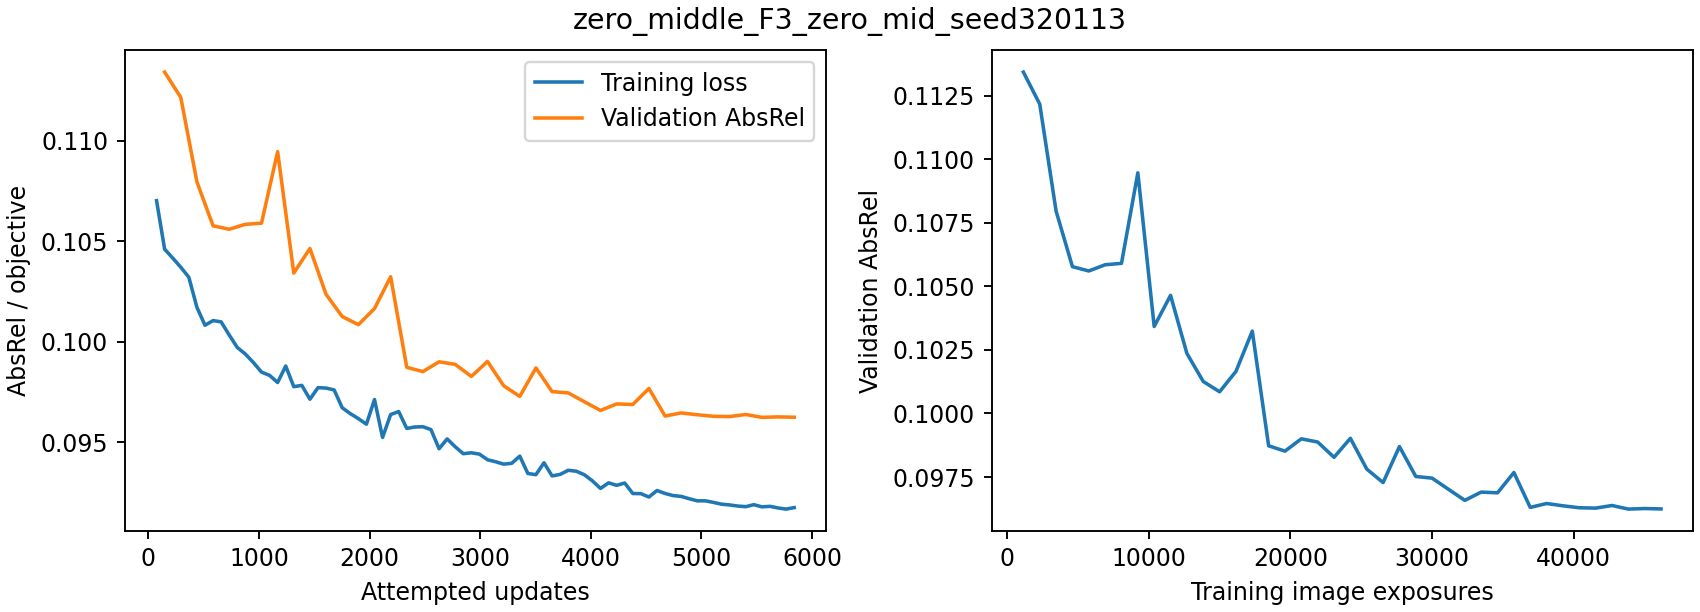 zero_middle_F3_zero_mid_seed320113
AbsRel / objective
0.110
0.105
0.100
0.095
Training loss
Validation AbsRel
0 1000 2000 3000 4000 5000 6000
Attempted updates
Validation AbsRel
0.1125
0.1100
0.1075
0.1050
0.1025
0.1000
0.0975
0 10000 20000 30000 40000
Training image exposures